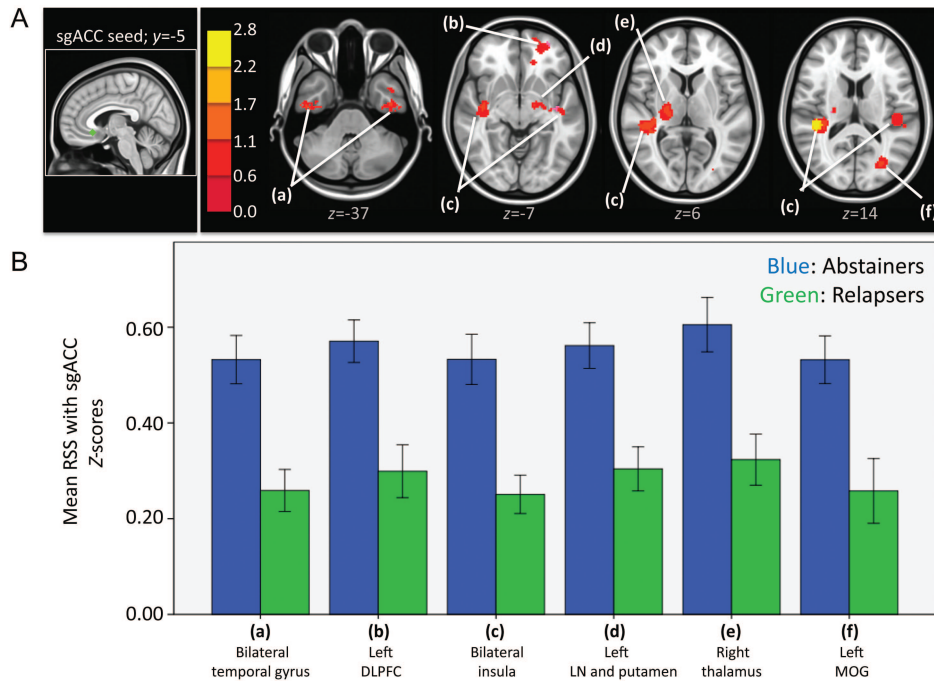 A
sgACC seed; y=-5
2.8
2.2
1.7
1.1
0.6
0.0
(a)
z=-37
(b)
(d)
(c)
z=-7
(e)
(c)
z=6
(c)
z=14
(f)
B
Blue: Abstainers
Green: Relapsers
Mean RSS with sgACC
Z-scores
0.60
0.40
0.20
0.00
(a)
Bilateral
temporal gyrus
(b)
Left
DLPFC
(c)
Bilateral
insula
(d)
Left
LN and putamen
(e)
Right
thalamus
(f)
Left
MOG